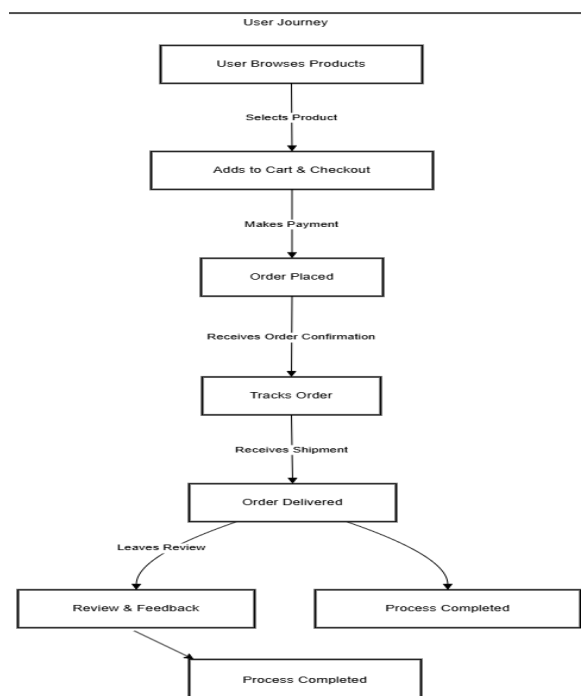 User Journey
User Browses Products
Selects Product
Adds to Cart & Checkout
Makes Payment
Order Placed
Receives Order Confirmation
Tracks Order
Receives Shipment
Order Delivered
Leaves Review
Review & Feedback
Process Completed
Process Completed